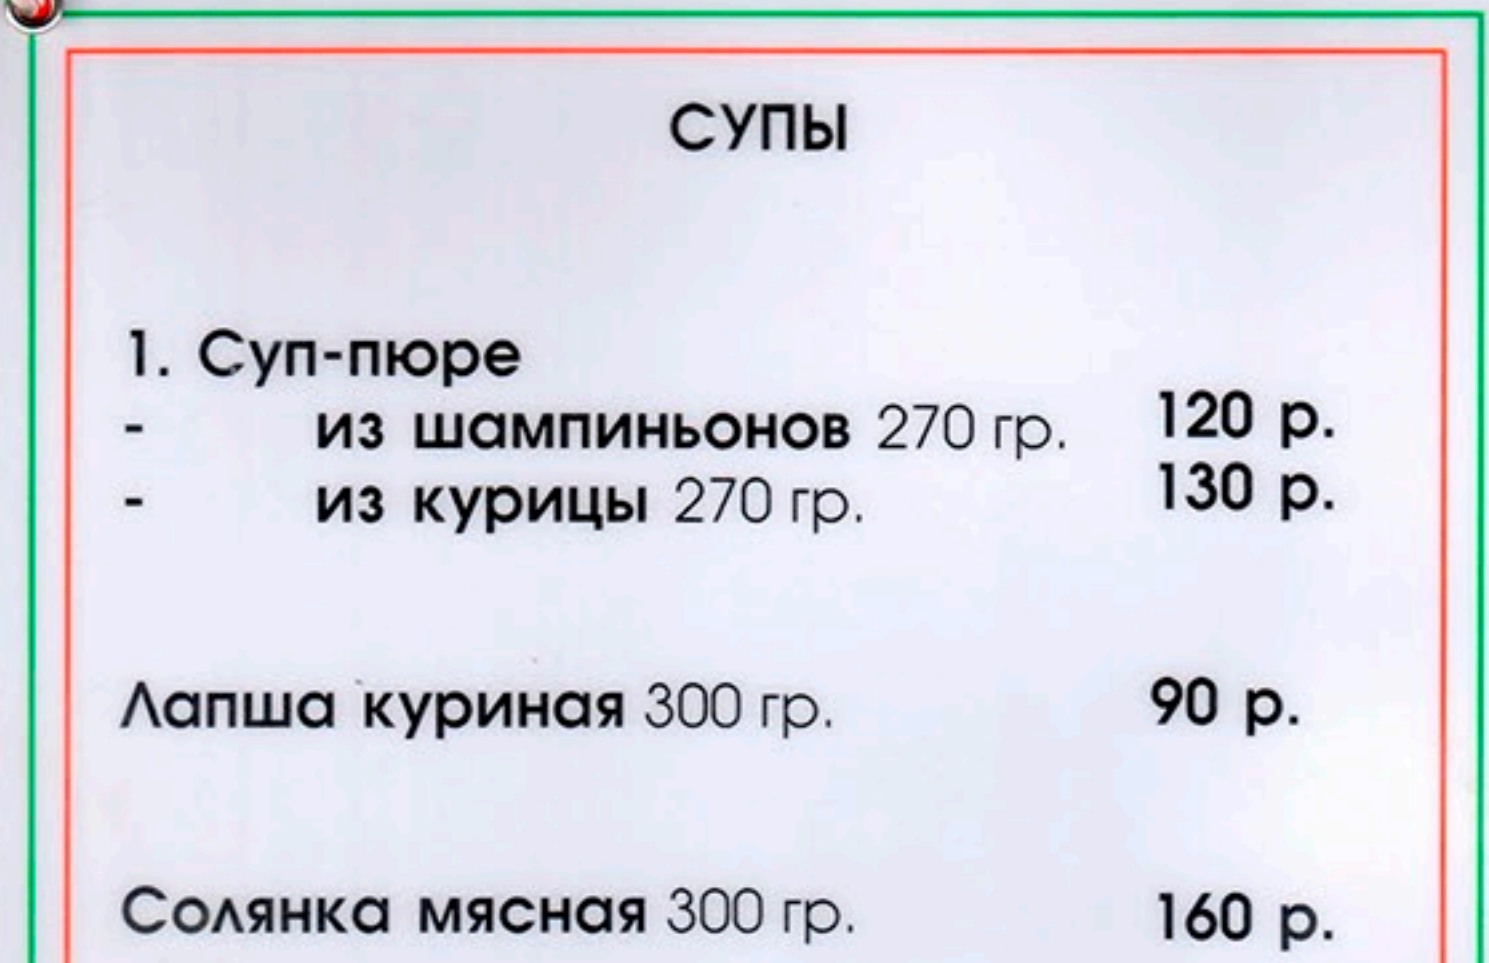 СУПЫ
1. Суп-пюре
- из шампиньонов 270 гр. 120 р.
- из курицы 270 гр. 130 р.
Лапша куриная 300 гр. 90 р.
Солянка мясная 300 гр. 160 р.